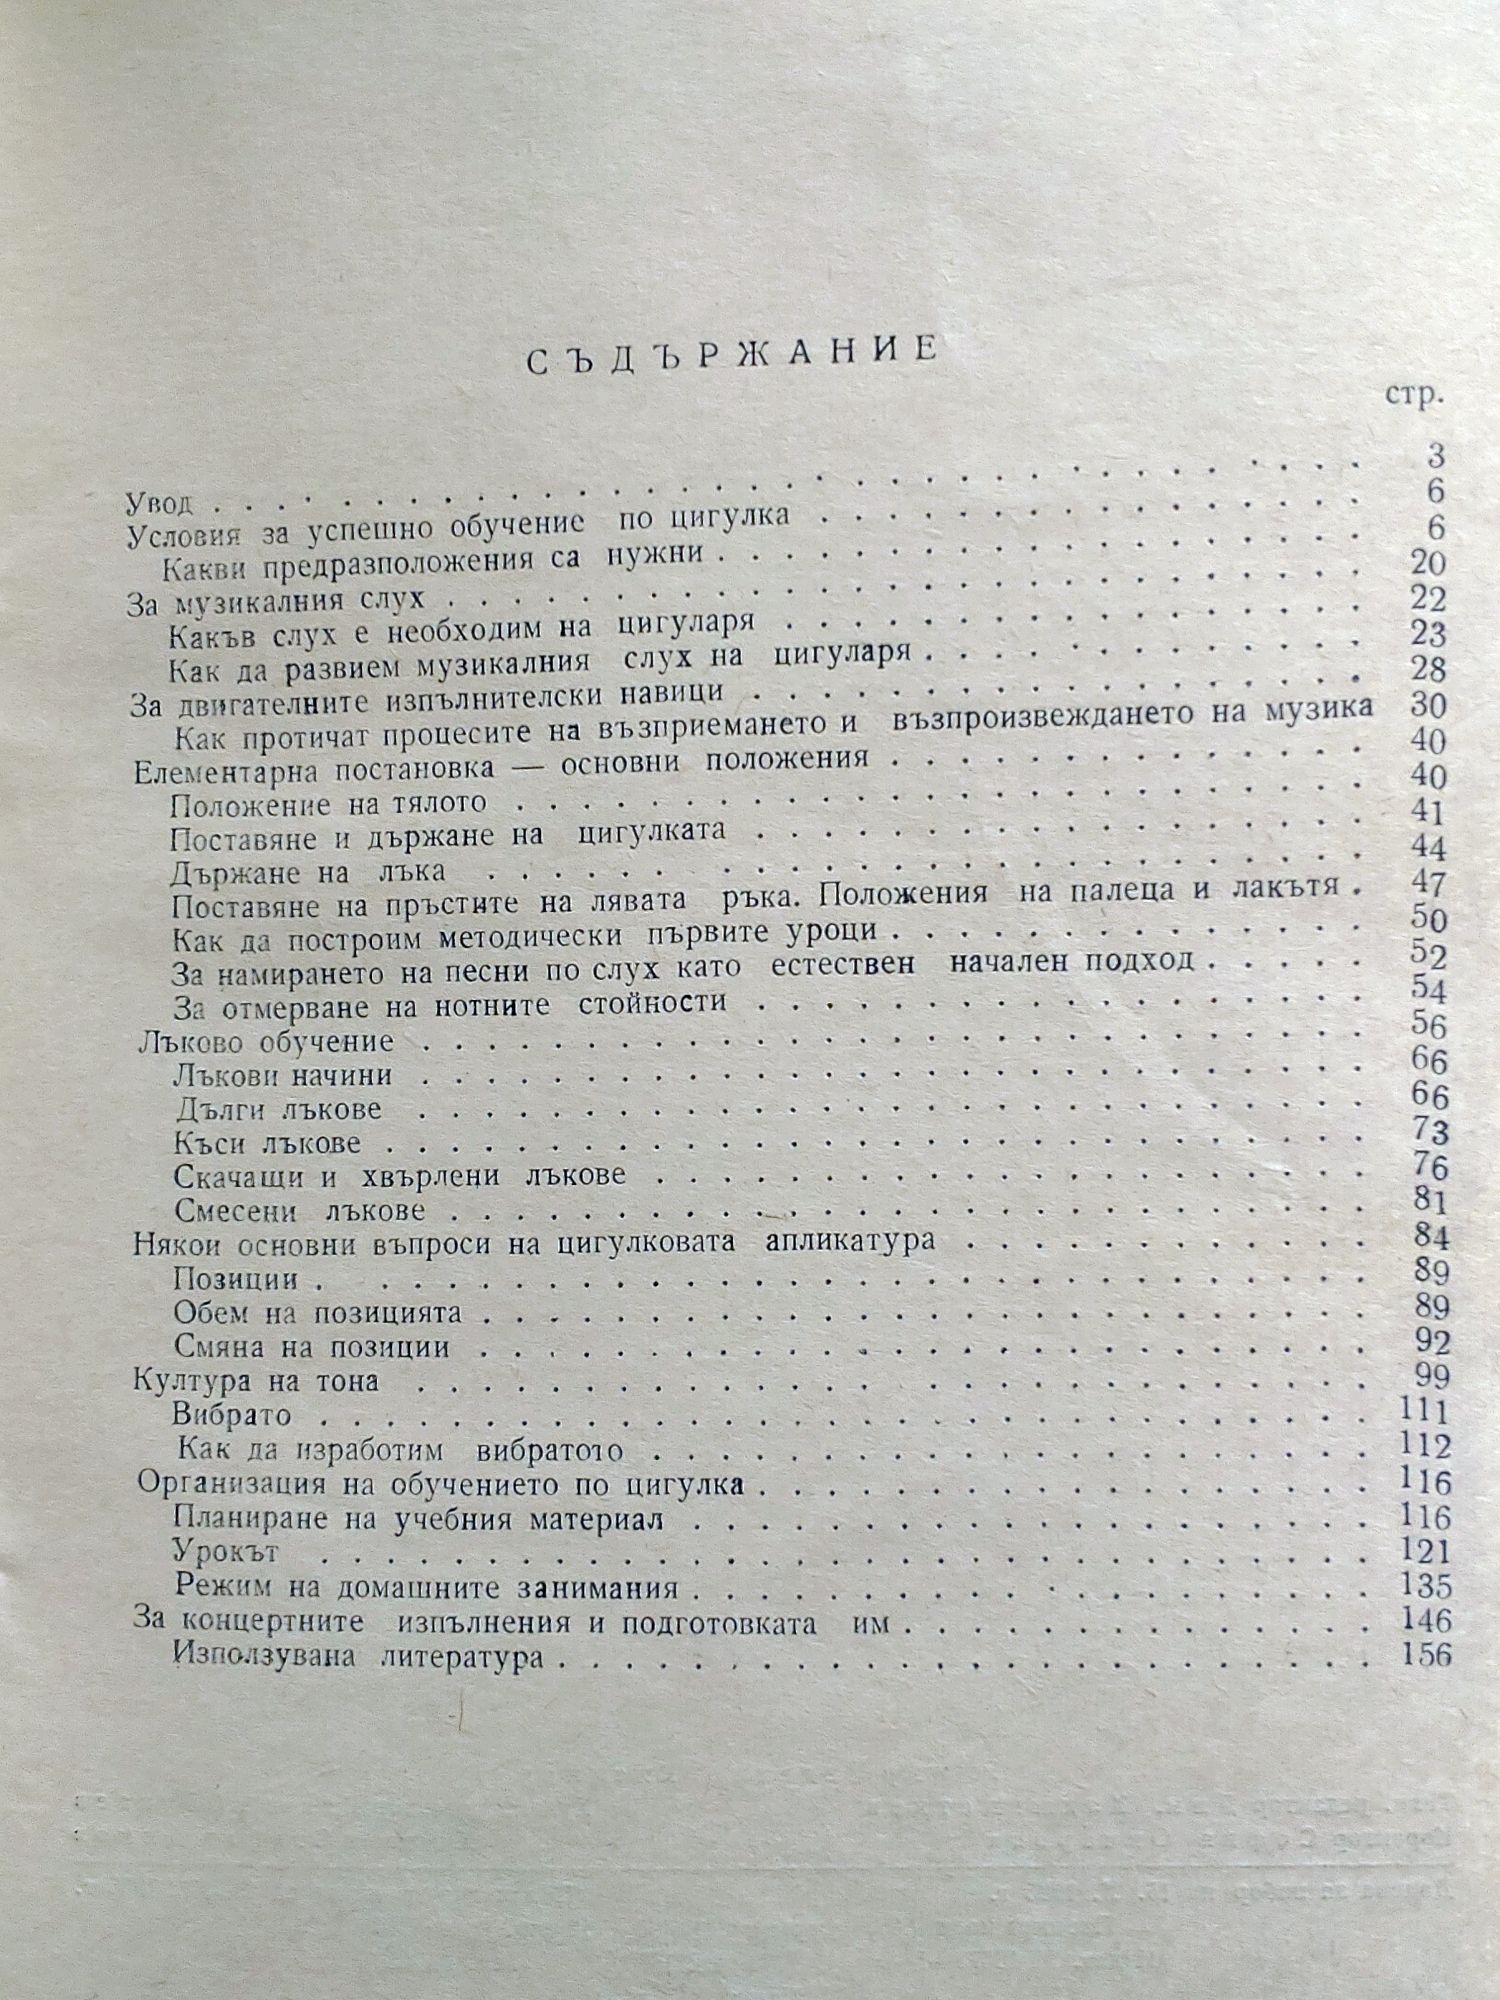 СЪДЪРЖАНИЕ
стр.
Увод . . . . . . . . . . 3
Условия за успешно обучение по цигулка . . . . . . . . . . 6
Какви предразположения са нужни . . . . . . . . . . 6
За музикалния слух . . . . . . . . . . 20
Какъв слух е необходим на цигуларя . . . . . . . . . . 22
Как да развием музикалния слух на цигуларя . . . . . . . . . . 23
За двигателните изпълнителски навици . . . . . . . . . . 28
Как протичат процесите на възприемането и възпроизвеждането на музика 30
Елементарна постановка — основни положения . . . . . . . . . . 40
Положение на тялото . . . . . . . . . . 40
Поставяне и държане на цигулката . . . . . . . . . . 41
Държане на лъка . . . . . . . . . . 44
Поставяне на пръстите на лявата ръка. Положения на палеца и лакътя . 47
Как да построим методически първите уроци . . . . . . . . . . 50
За намирането на песни по слух като естествен начален подход . . . . . 52
За отмерване на нотните стойности . . . . . . . . . . 54
Лъково обучение . . . . . . . . . . 56
Лъкови начини . . . . . . . . . . 66
Дълги лъкове . . . . . . . . . . 66
Къси лъкове . . . . . . . . . . 73
Скачащи и хвърлени лъкове . . . . . . . . . . 76
Смесени лъкове . . . . . . . . . . 81
Някои основни въпроси на цигулковата апликатура . . . . . . . . . . 84
Позиции . . . . . . . . . . 89
Обем на позицията . . . . . . . . . . 89
Смяна на позиции . . . . . . . . . . 92
Култура на тона . . . . . . . . . . 99
Вибрато . . . . . . . . . . 111
Как да изработим вибратото . . . . . . . . . . 112
Организация на обучението по цигулка . . . . . . . . . . 116
Планиране на учебния материал . . . . . . . . . . 116
Урокът . . . . . . . . . . 121
Режим на домашните занимания . . . . . . . . . . 135
За концертните изпълнения и подготовката им . . . . . . . . . . 146
Използувана литература . . . . . . . . . . 156